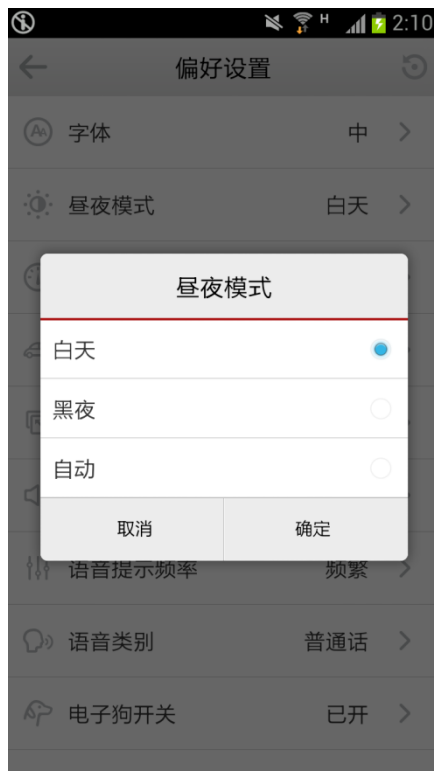 H 2:10
偏好设置
字体 中
昼夜模式 白天
昼夜模式
白天
黑夜
自动
取消 确定
语音提示频率 频繁
语音类别 普通话
电子狗开关 已开